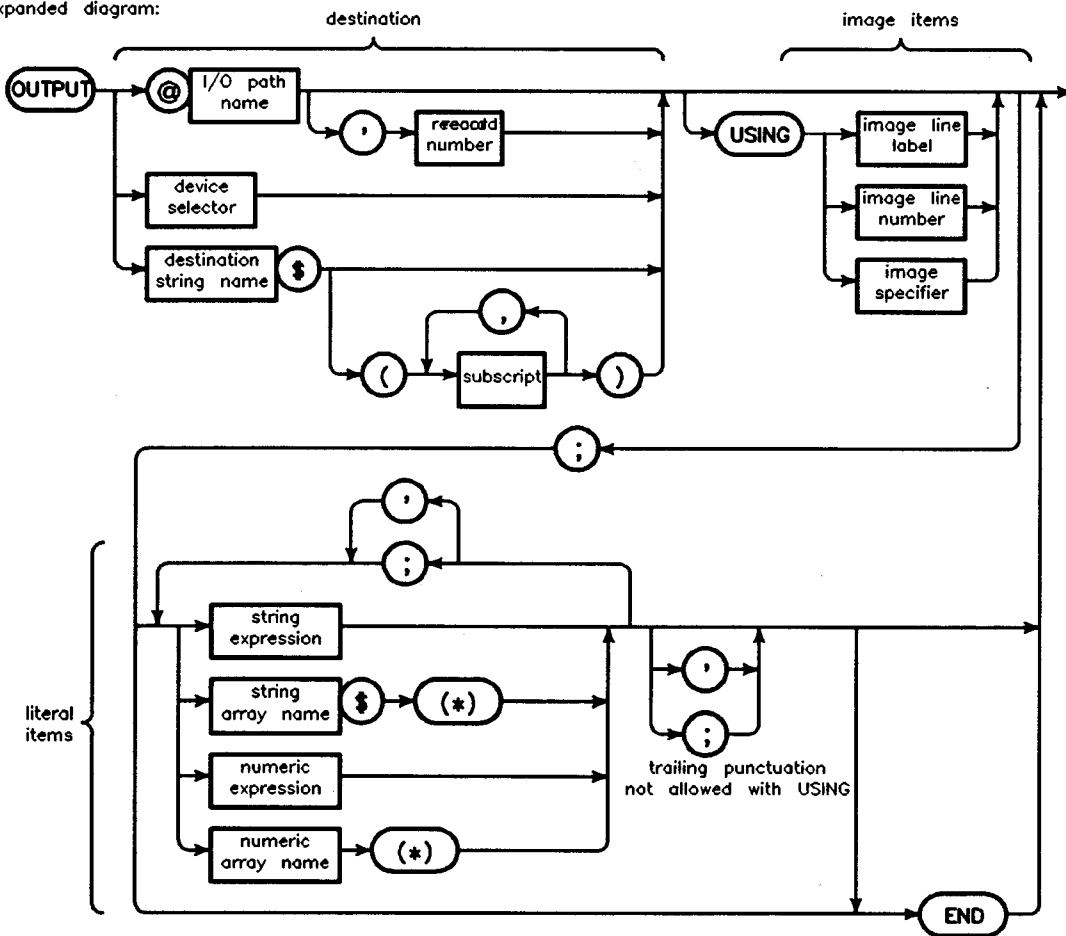 xpanded diagram:
destination
image items
OUTPUT
@
I/O path
name
,
number
USING
image line
label
device
selector
image line
number
destination
string name
$
image
specifier
,
(
subscript
)
;
,
;
string
expression
string
array name
$
(*)
,
;
literal
items
trailing punctuation
not allowed with USING
numeric
expression
numeric
array name
(*)
END